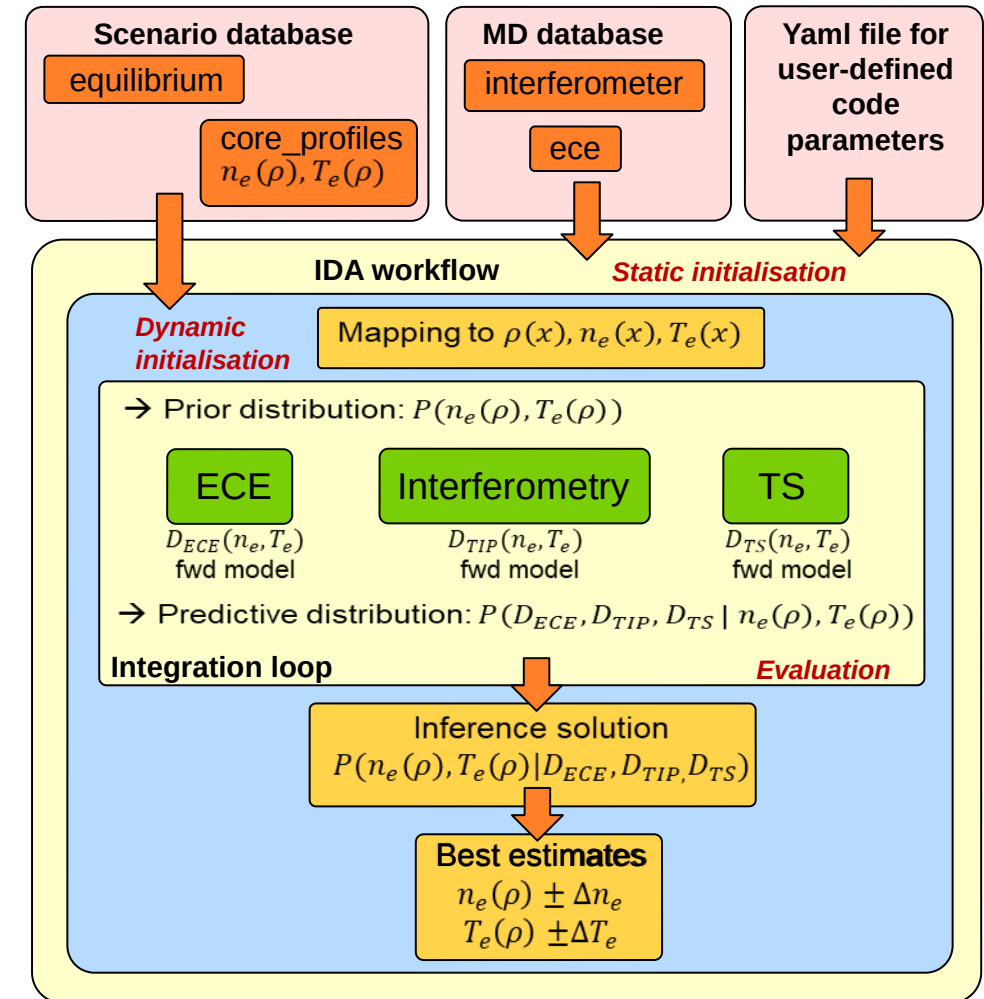 Scenario database
equilibrium
core_profiles
n_e(ρ), T_e(ρ)
MD database
interferometer
ece
Yaml file for
user-defined
code
parameters
IDA workflow
Static initialisation
Dynamic
initialisation
Mapping to ρ(x), n_e(x), T_e(x)
→ Prior distribution: P(n_e(ρ), T_e(ρ))
ECE
D_ECE(n_e, T_e)
fwd model
Interferometry
D_TIP(n_e, T_e)
fwd model
TS
D_TS(n_e, T_e)
fwd model
→ Predictive distribution: P(D_ECE, D_TIP, D_TS | n_e(ρ), T_e(ρ))
Integration loop
Evaluation
Inference solution
P(n_e(ρ), T_e(ρ)|D_ECE, D_TIP, D_TS)
Best estimates
n_e(ρ) ± Δn_e
T_e(ρ) ±ΔT_e